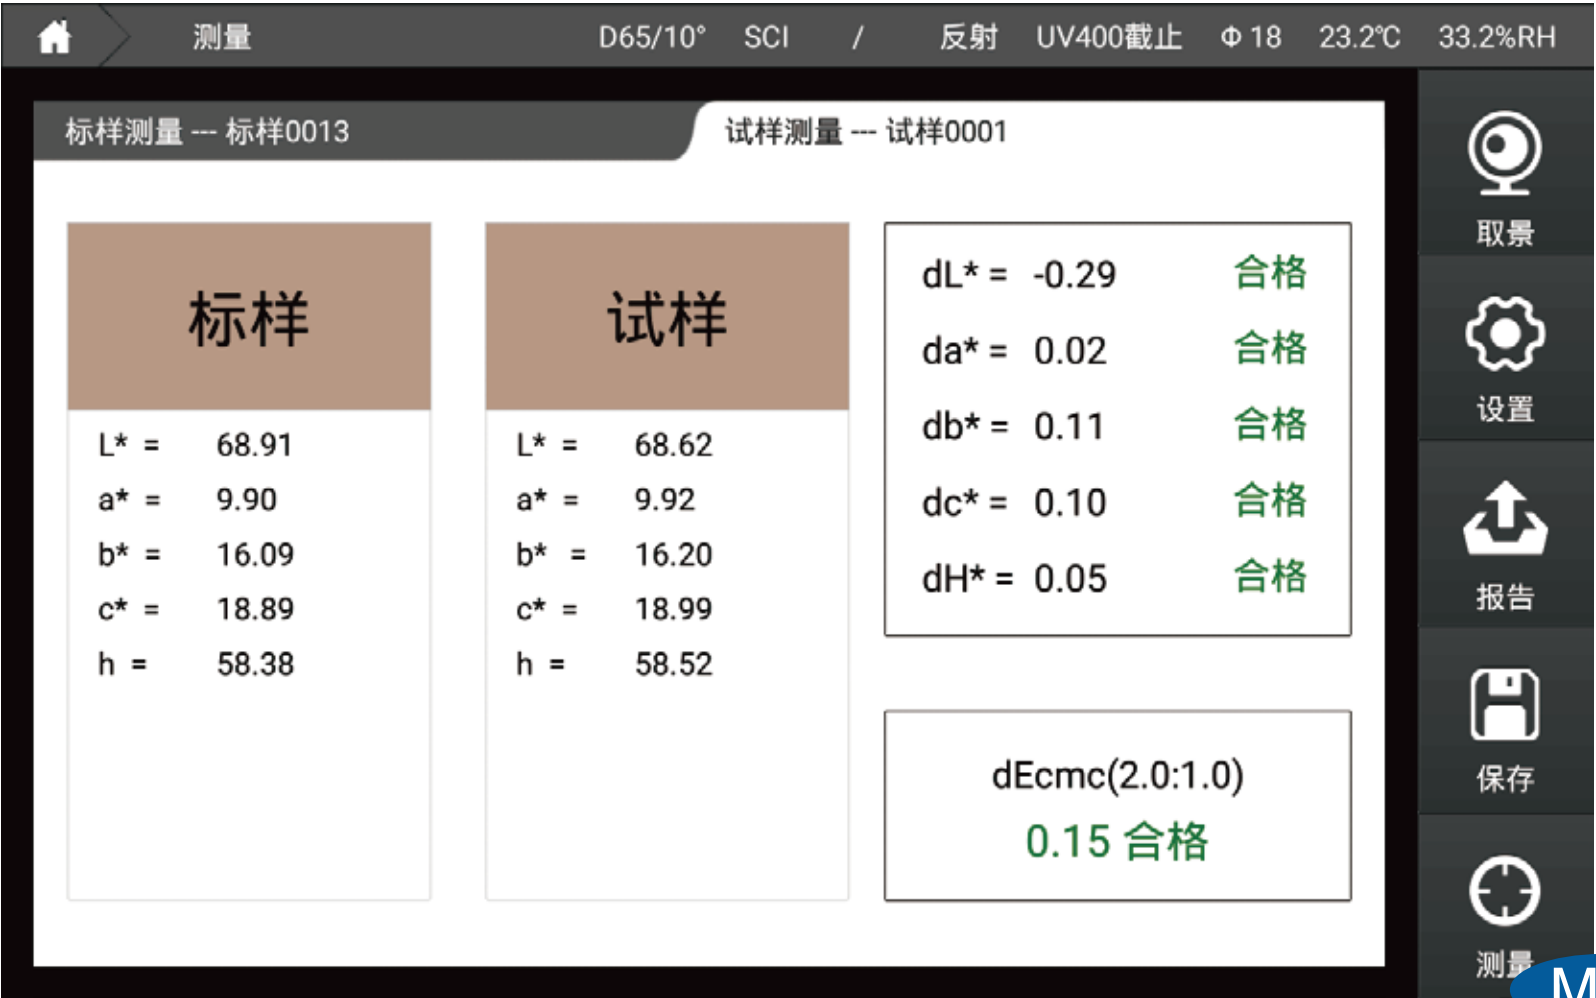 测量 D65/10° SCI / 反射 UV400截止 Φ 18 23.2℃ 33.2%RH
标样测量 --- 标样0013
试样测量 --- 试样0001
标样
L* = 68.91
a* = 9.90
b* = 16.09
c* = 18.89
h = 58.38
试样
L* = 68.62
a* = 9.92
b* = 16.20
c* = 18.99
h = 58.52
dL* = -0.29 合格
da* = 0.02 合格
db* = 0.11 合格
dc* = 0.10 合格
dH* = 0.05 合格
dEcmc(2.0:1.0)
0.15 合格
取景
设置
报告
保存
测量
M